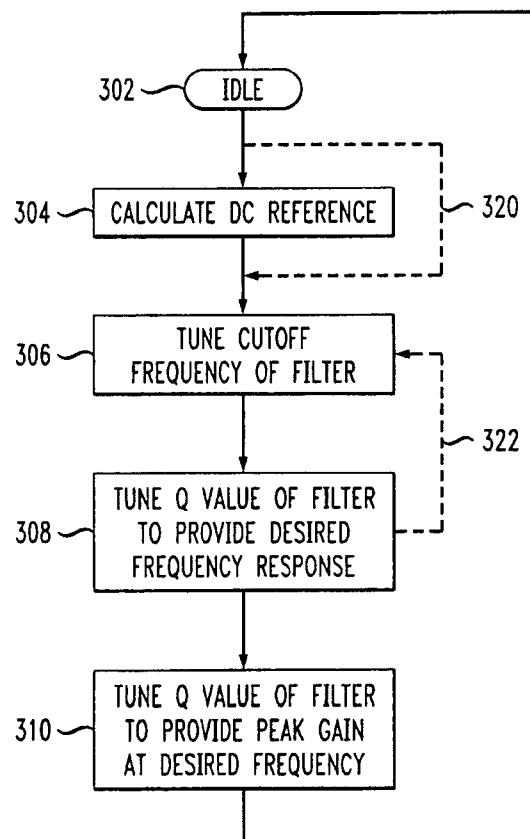 302 IDLE
304 CALCULATE DC REFERENCE
320
306 TUNE CUTOFF
FREQUENCY OF FILTER
322
308 TUNE Q VALUE OF FILTER
TO PROVIDE DESIRED
FREQUENCY RESPONSE
310 TUNE Q VALUE OF FILTER
TO PROVIDE PEAK GAIN
AT DESIRED FREQUENCY